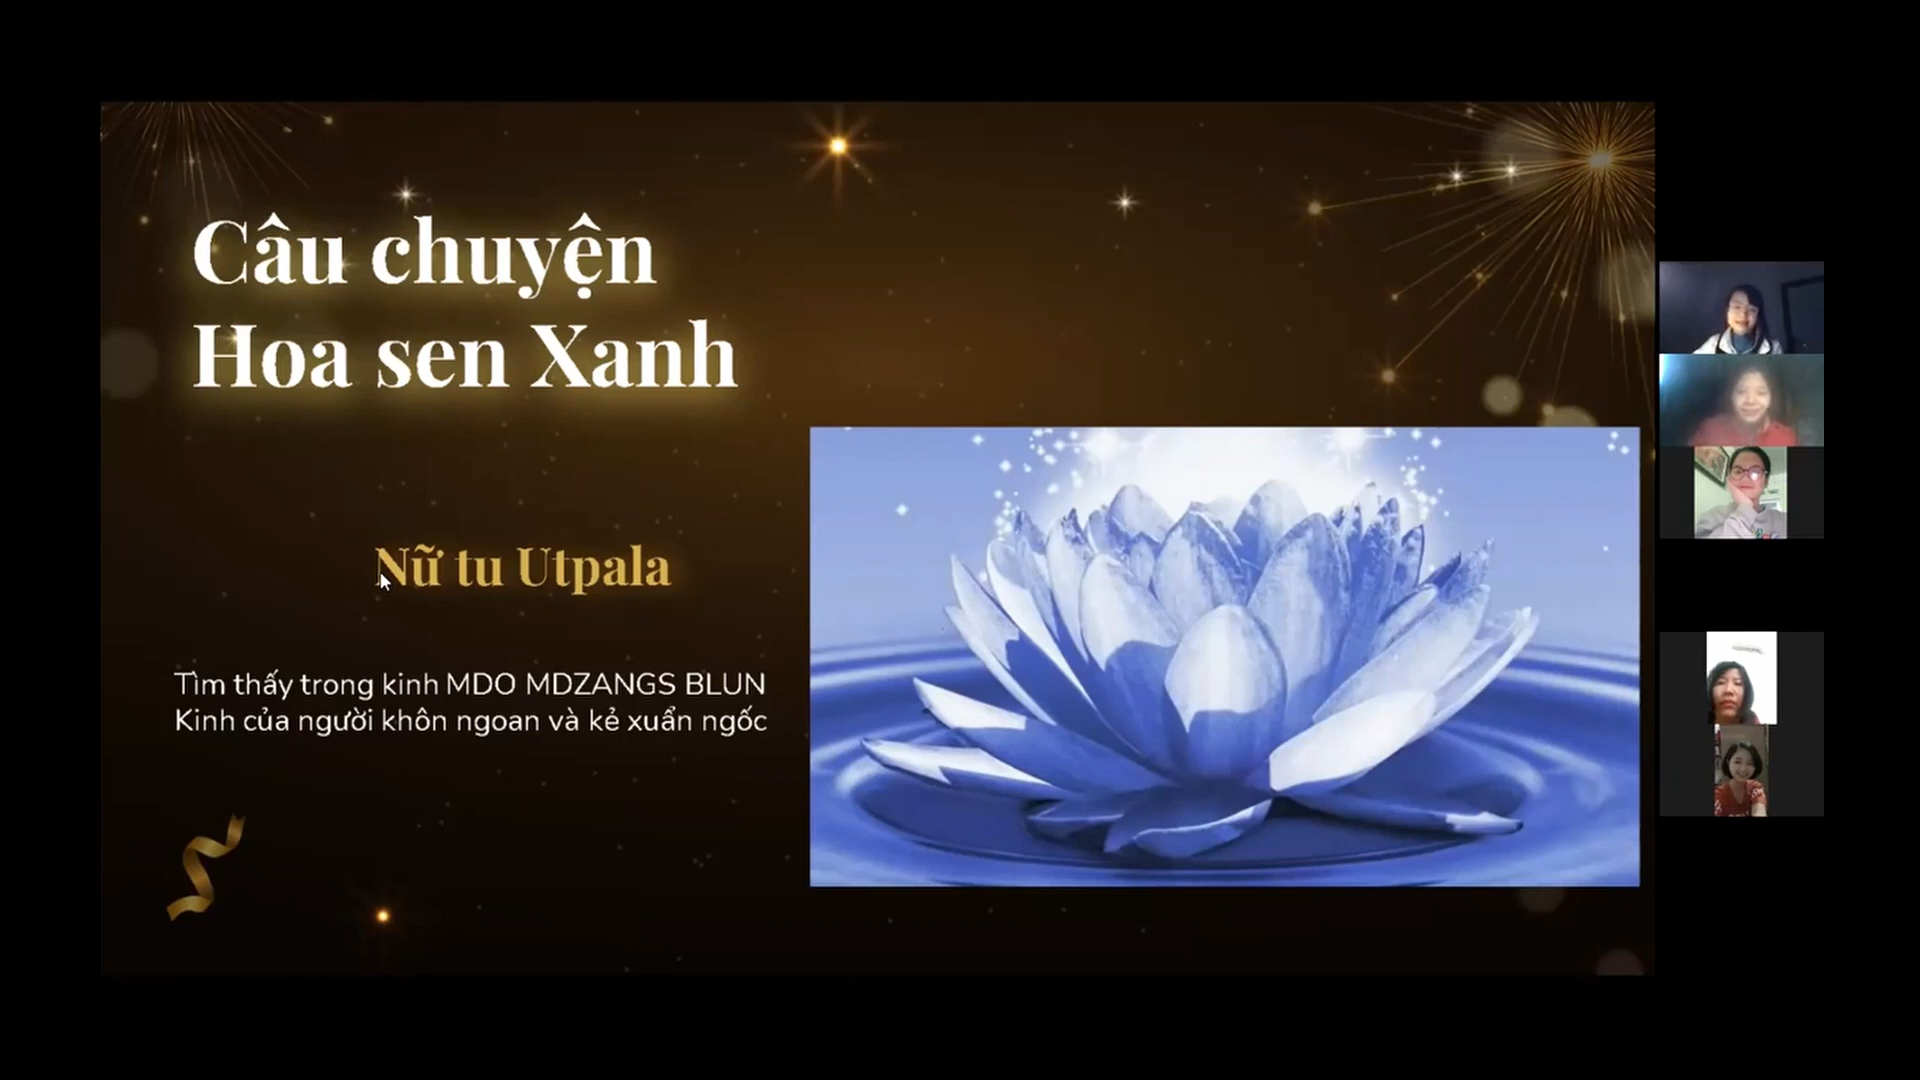 Câu chuyện
Hoa sen Xanh
Nữ tu Utpala
Tìm thấy trong kinh MDO MDZANGS BLUN
Kinh của người khôn ngoan và kẻ xuẩn ngốc